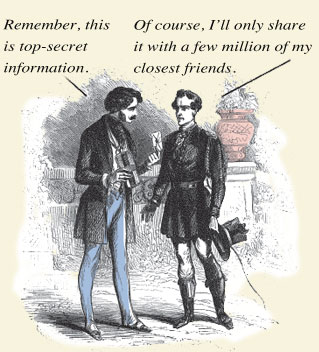 Remember, this
is top-secret
information.
Of course, I'll only share
it with a few million of my
closest friends.